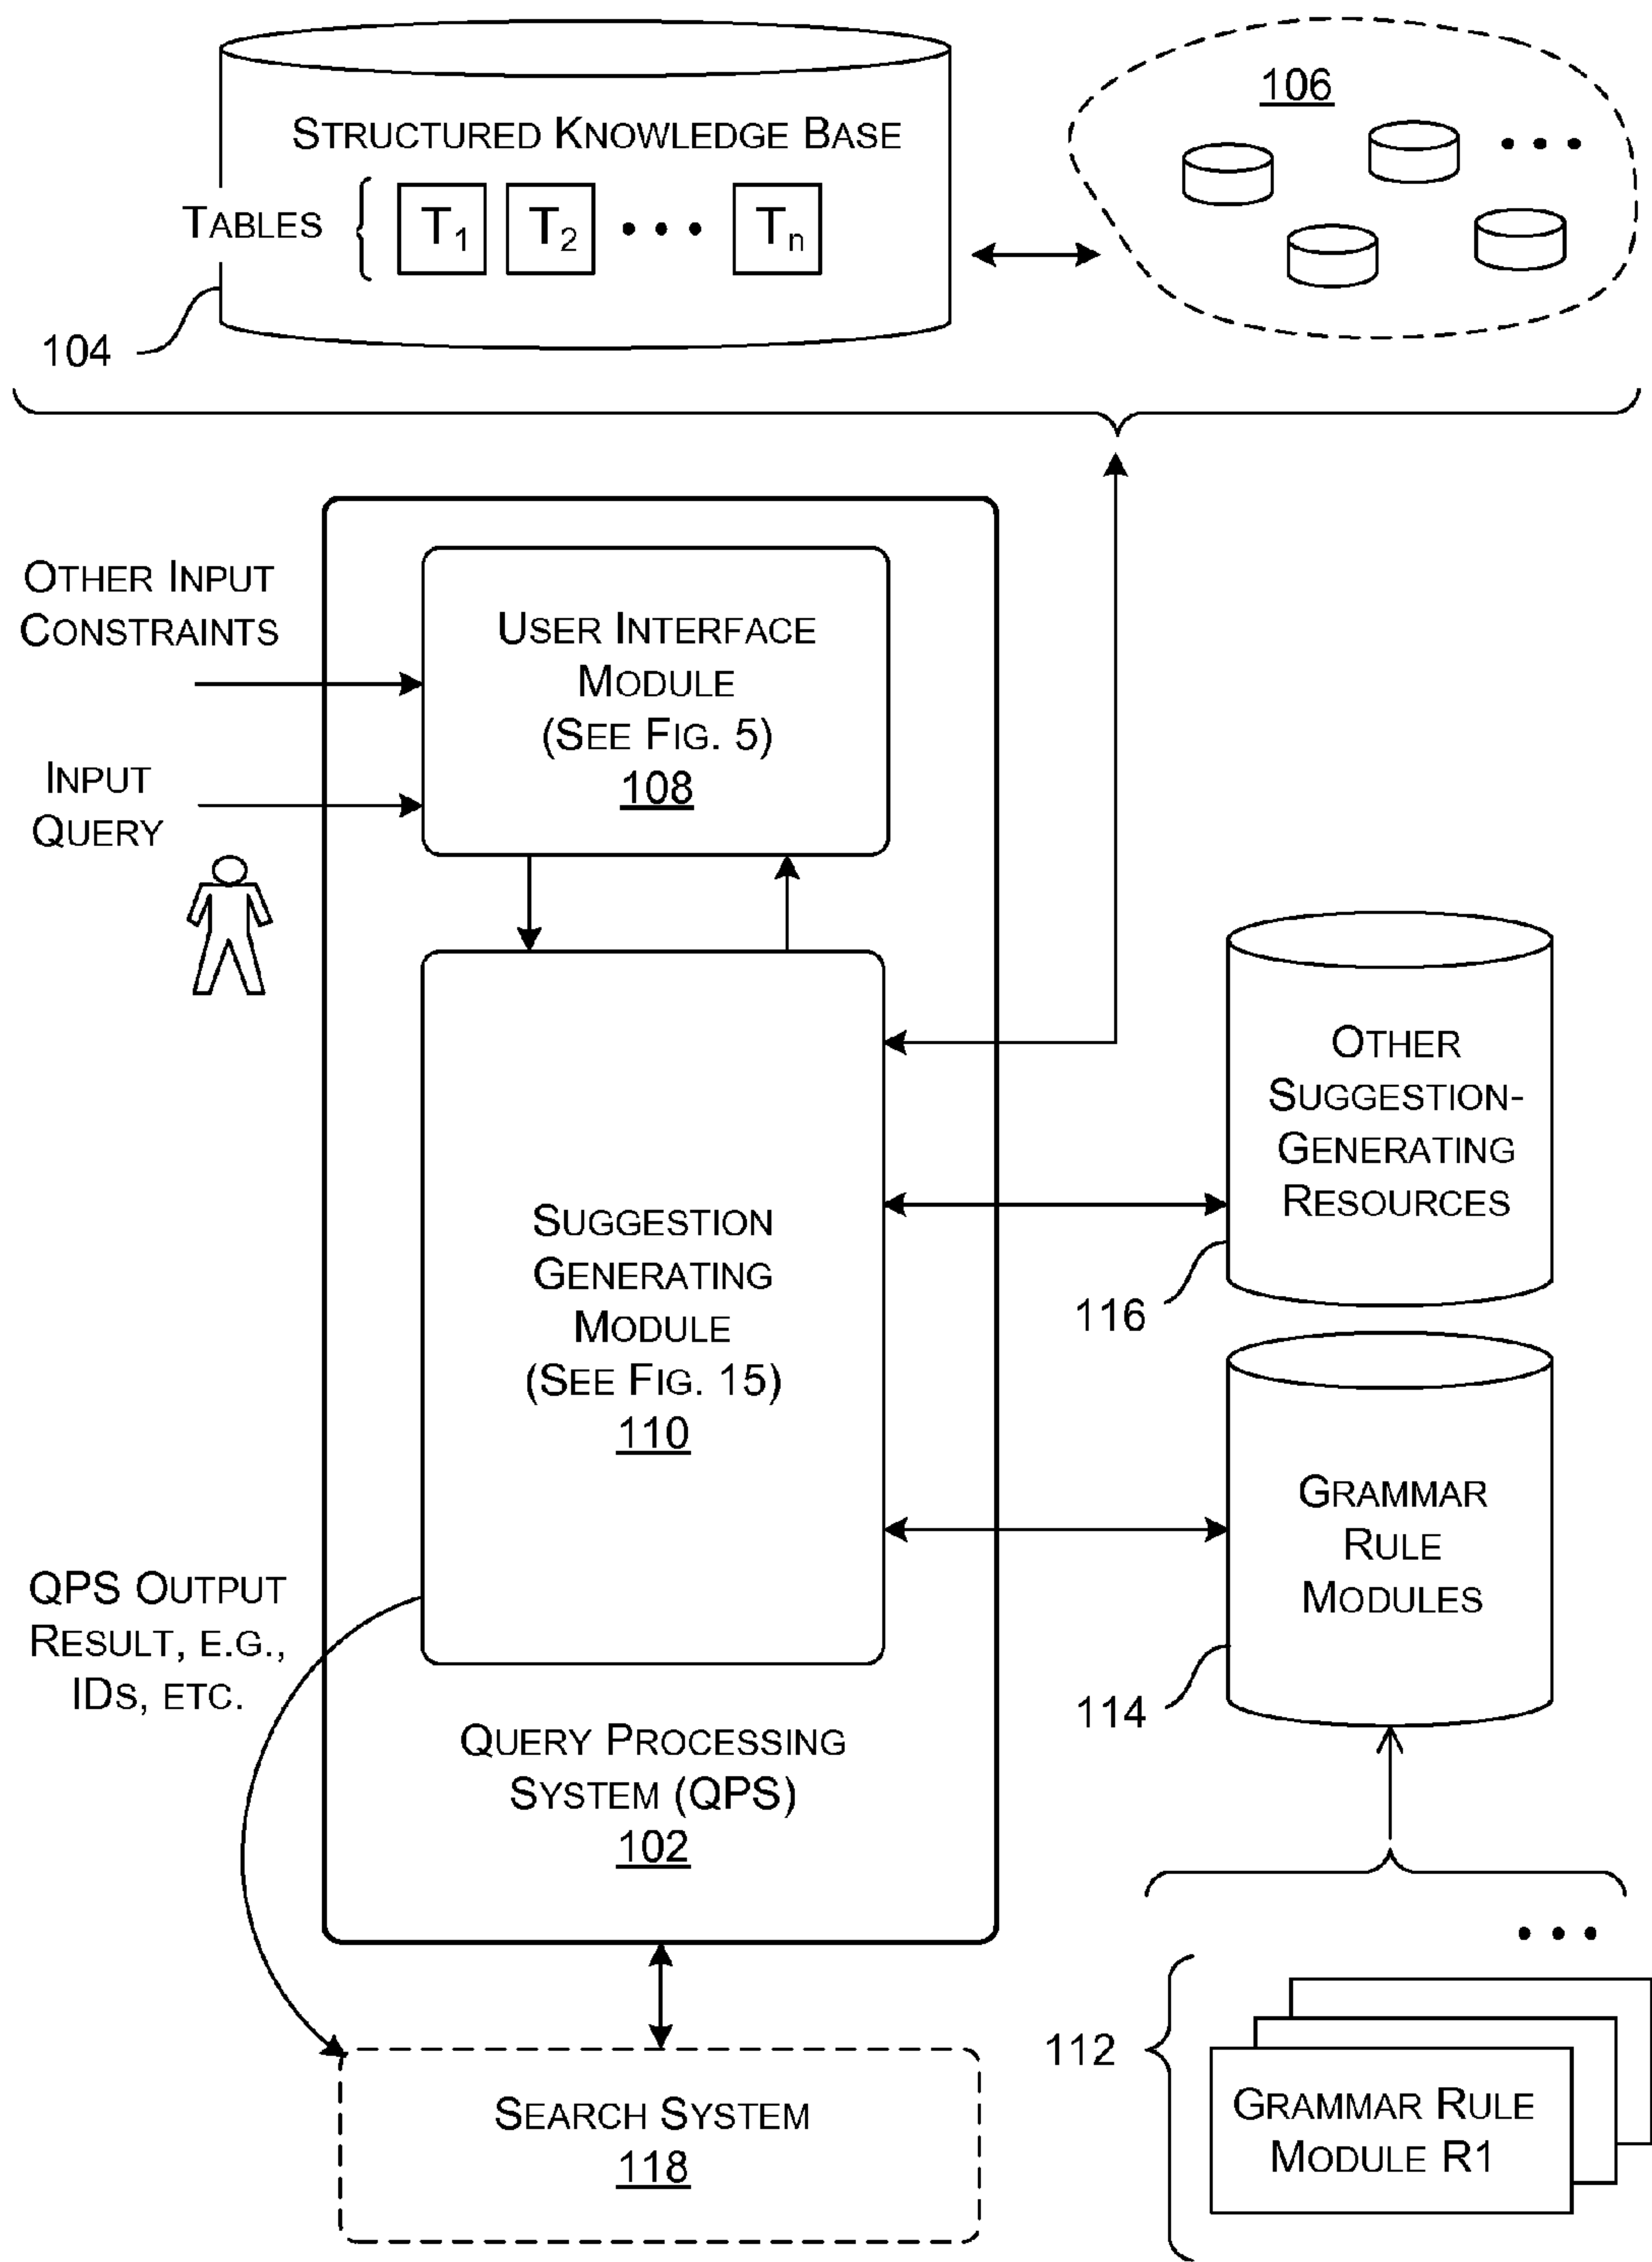 STRUCTURED KNOWLEDGE BASE
106
TABLES
T1
T2
• • •
Tn
• • •
104
OTHER INPUT
CONSTRAINTS
USER INTERFACE
MODULE
(SEE FIG. 5)
108
INPUT
QUERY
OTHER
SUGGESTION-
GENERATING
RESOURCES
116
SUGGESTION
GENERATING
MODULE
(SEE FIG. 15)
110
GRAMMAR
RULE
MODULES
114
QPS OUTPUT
RESULT, E.G.,
IDS, ETC.
QUERY PROCESSING
SYSTEM (QPS)
102
• • •
112
GRAMMAR RULE
MODULE R1
SEARCH SYSTEM
118